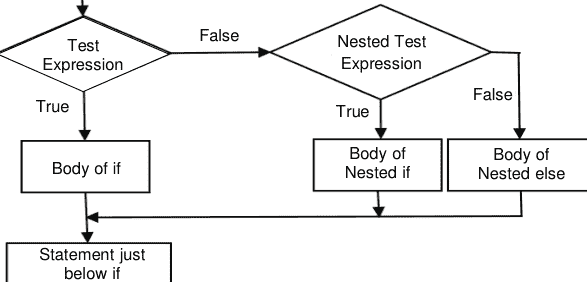 Test
Expression
False
Nested Test
Expression
True
True
False
Body of if
Body of
Nested if
Body of
Nested else
Statement just
below if